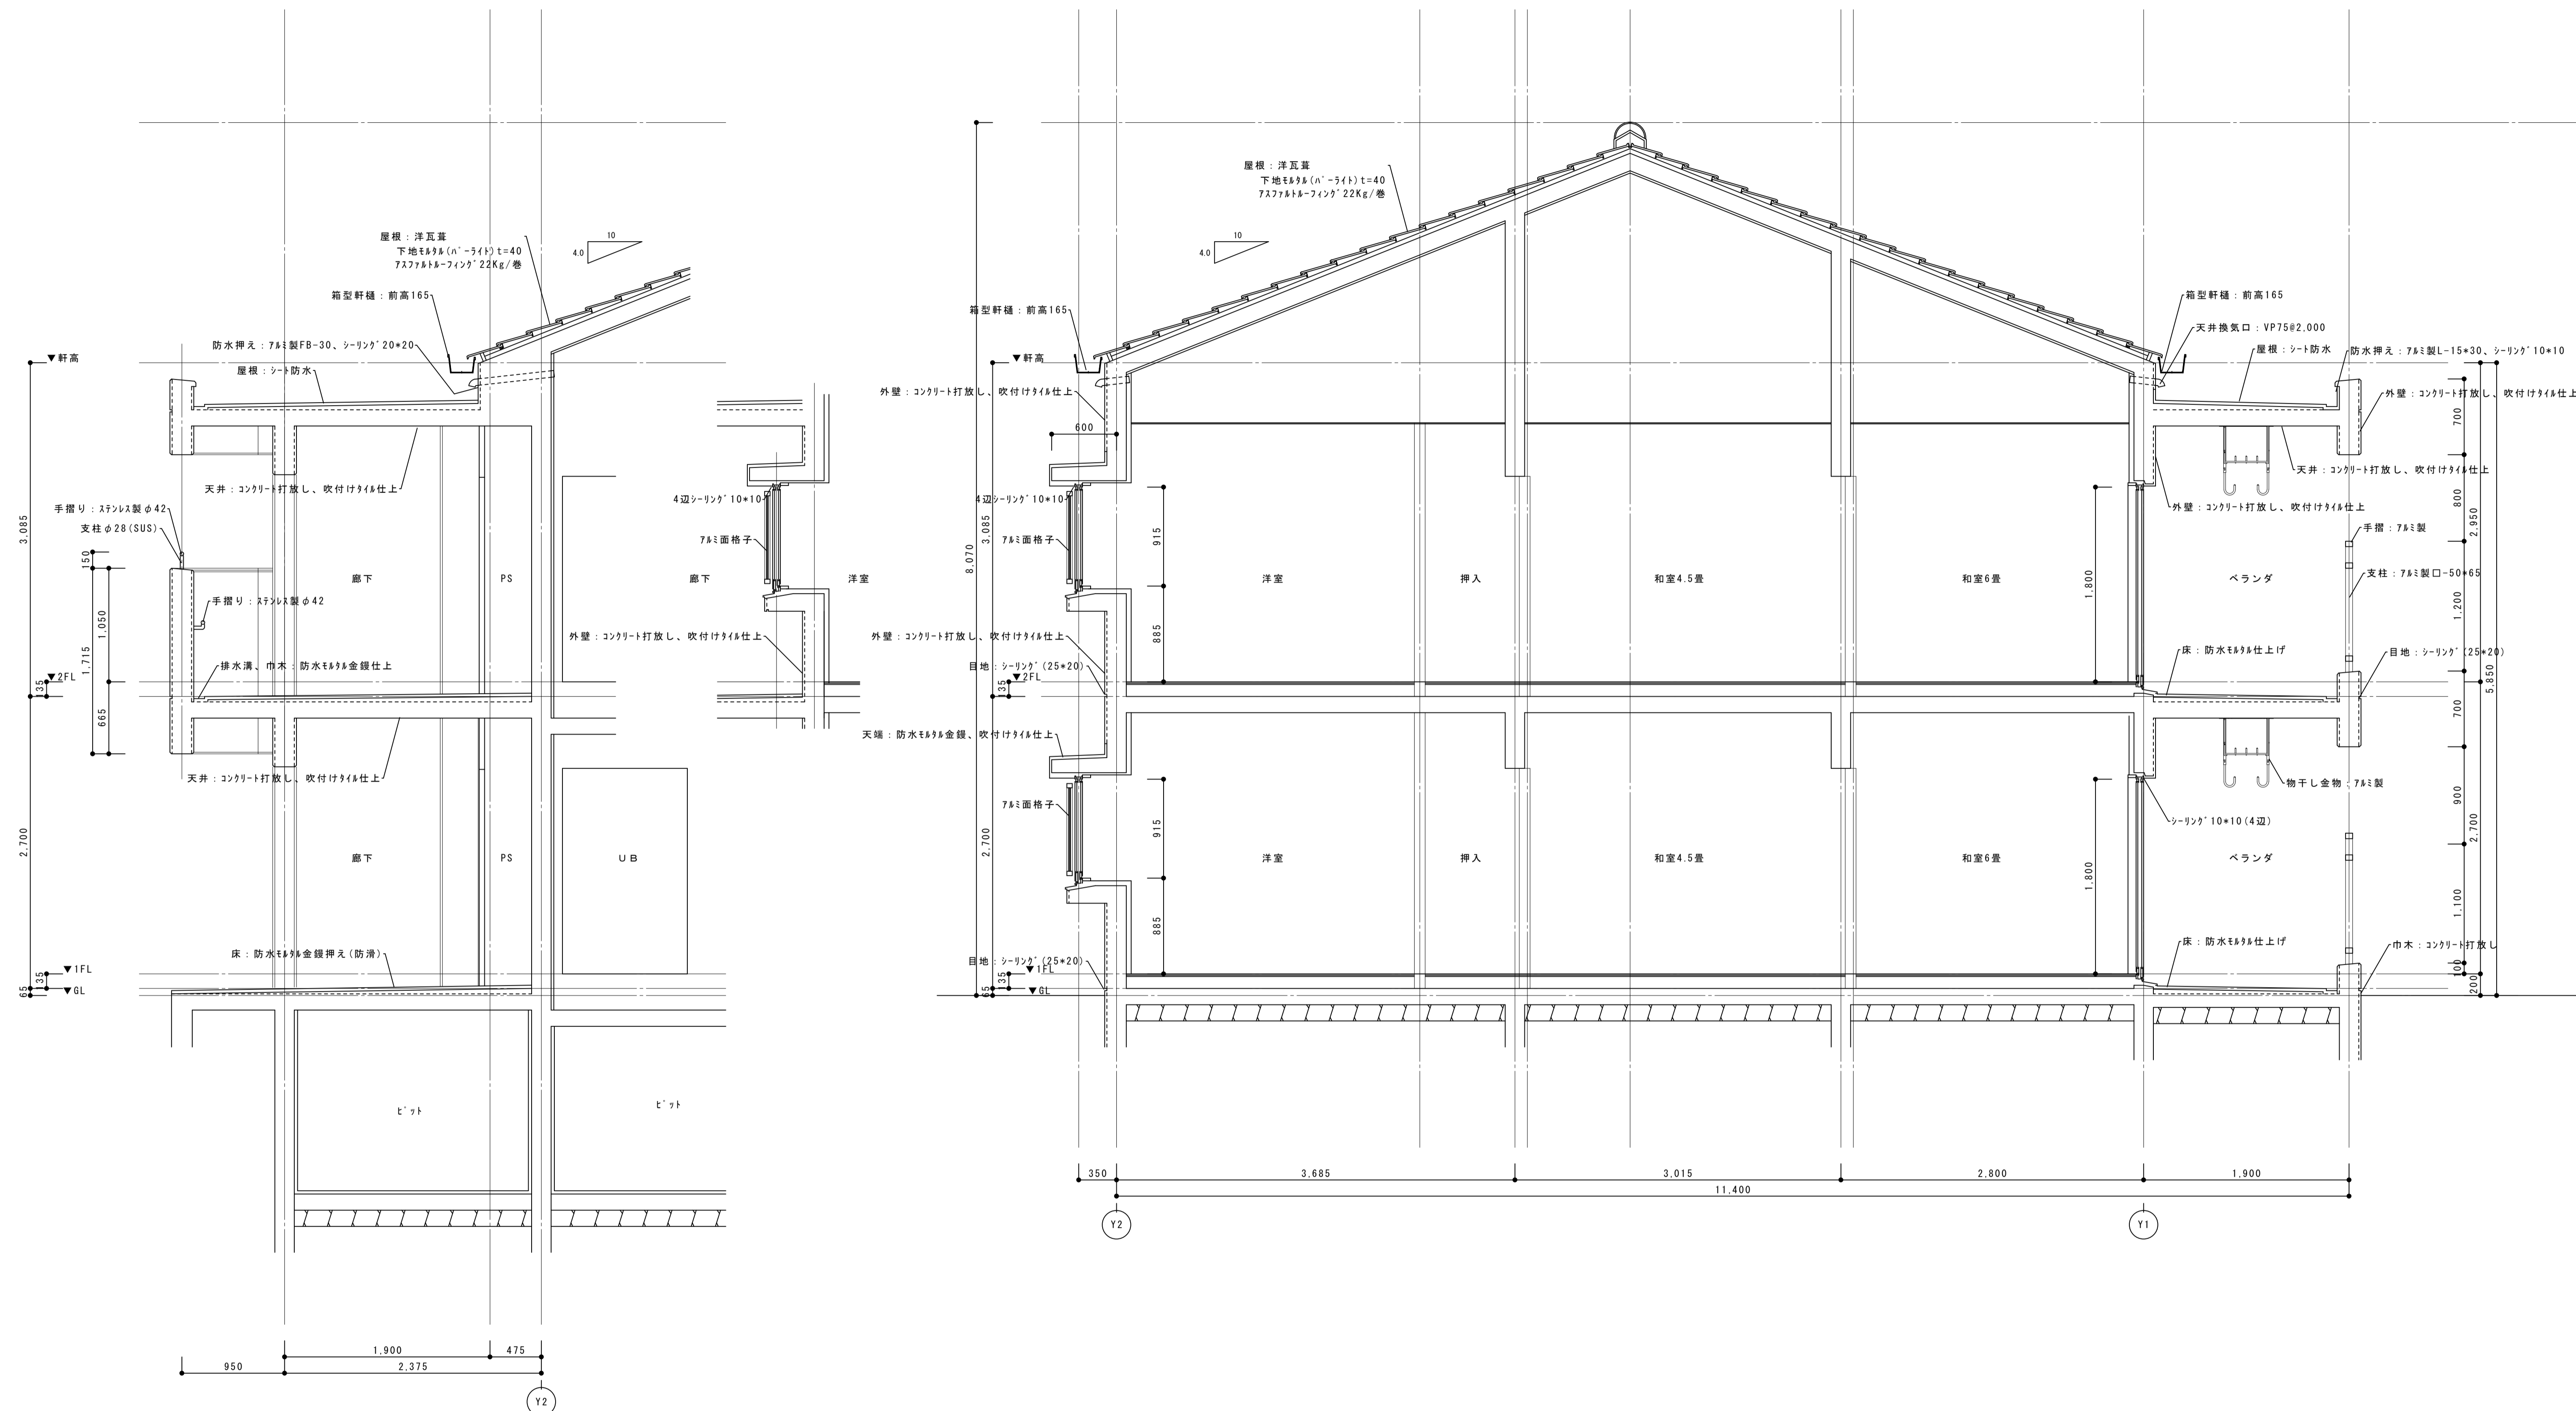 屋根：洋瓦葺
下地ﾓﾙﾀﾙ(ﾊﾟｰﾗｲﾄ)t=40
ｱｽﾌｧﾙﾄﾙｰﾌｨﾝｸﾞ22Kg/巻
10
4.0
箱型軒樋：前高165
防水押え：ｱﾙﾐ製FB-30、ｼｰﾘﾝｸﾞ20*20
▼軒高
屋根：ｼｰﾄ防水
天井：ｺﾝｸﾘｰﾄ打放し、吹付けﾀｲﾙ仕上
4辺ｼｰﾘﾝｸﾞ10*10
手摺り：ｽﾃﾝﾚｽ製φ42
支柱φ28(SUS)
ｱﾙﾐ面格子
3,085
150
廊下
PS
廊下
洋室
手摺り：ｽﾃﾝﾚｽ製φ42
1,050
1,715
外壁：ｺﾝｸﾘｰﾄ打放し、吹付けﾀｲﾙ仕上
排水溝、巾木：防水ﾓﾙﾀﾙ金鏝仕上
▼2FL
135
665
天井：ｺﾝｸﾘｰﾄ打放し、吹付けﾀｲﾙ仕上
2,700
廊下
PS
ＵＢ
床：防水ﾓﾙﾀﾙ金鏝押え(防滑)
▼1FL
135
65
▼GL
ﾋﾟｯﾄ
ﾋﾟｯﾄ
1,900
475
950
2,375
Y2
屋根：洋瓦葺
下地ﾓﾙﾀﾙ(ﾊﾟｰﾗｲﾄ)t=40
ｱｽﾌｧﾙﾄﾙｰﾌｨﾝｸﾞ22Kg/巻
10
4.0
箱型軒樋：前高165
▼軒高
外壁：ｺﾝｸﾘｰﾄ打放し、吹付けﾀｲﾙ仕上
600
4辺ｼｰﾘﾝｸﾞ10*10
8,070
3,085
ｱﾙﾐ面格子
915
885
洋室
押入
和室4.5畳
和室6畳
1,800
ベランダ
外壁：ｺﾝｸﾘｰﾄ打放し、吹付けﾀｲﾙ仕上
目地：ｼｰﾘﾝｸﾞ(25*20)
▼2FL
135
天端：防水ﾓﾙﾀﾙ金鏝、吹付けﾀｲﾙ仕上
ｱﾙﾐ面格子
2,700
915
885
洋室
押入
和室4.5畳
和室6畳
1,800
ベランダ
目地：ｼｰﾘﾝｸﾞ(25*20)
▼1FL
135
65
▼GL
箱型軒樋：前高165
天井換気口：VP75@2,000
屋根：ｼｰﾄ防水
防水押え：ｱﾙﾐ製L-15*30、ｼｰﾘﾝｸﾞ10*10
外壁：ｺﾝｸﾘｰﾄ打放し、吹付けﾀｲﾙ仕上
700
天井：ｺﾝｸﾘｰﾄ打放し、吹付けﾀｲﾙ仕上
外壁：ｺﾝｸﾘｰﾄ打放し、吹付けﾀｲﾙ仕上
800
2,950
手摺：ｱﾙﾐ製
支柱：ｱﾙﾐ製ロ-50*65
1,200
床：防水ﾓﾙﾀﾙ仕上げ
目地：ｼｰﾘﾝｸﾞ(25*20)
5,850
700
物干し金物：ｱﾙﾐ製
900
ｼｰﾘﾝｸﾞ10*10(4辺)
2,700
1,100
床：防水ﾓﾙﾀﾙ仕上げ
巾木：ｺﾝｸﾘｰﾄ打放し
100
200
350
3,685
3,015
2,800
1,900
11,400
Y2
Y1